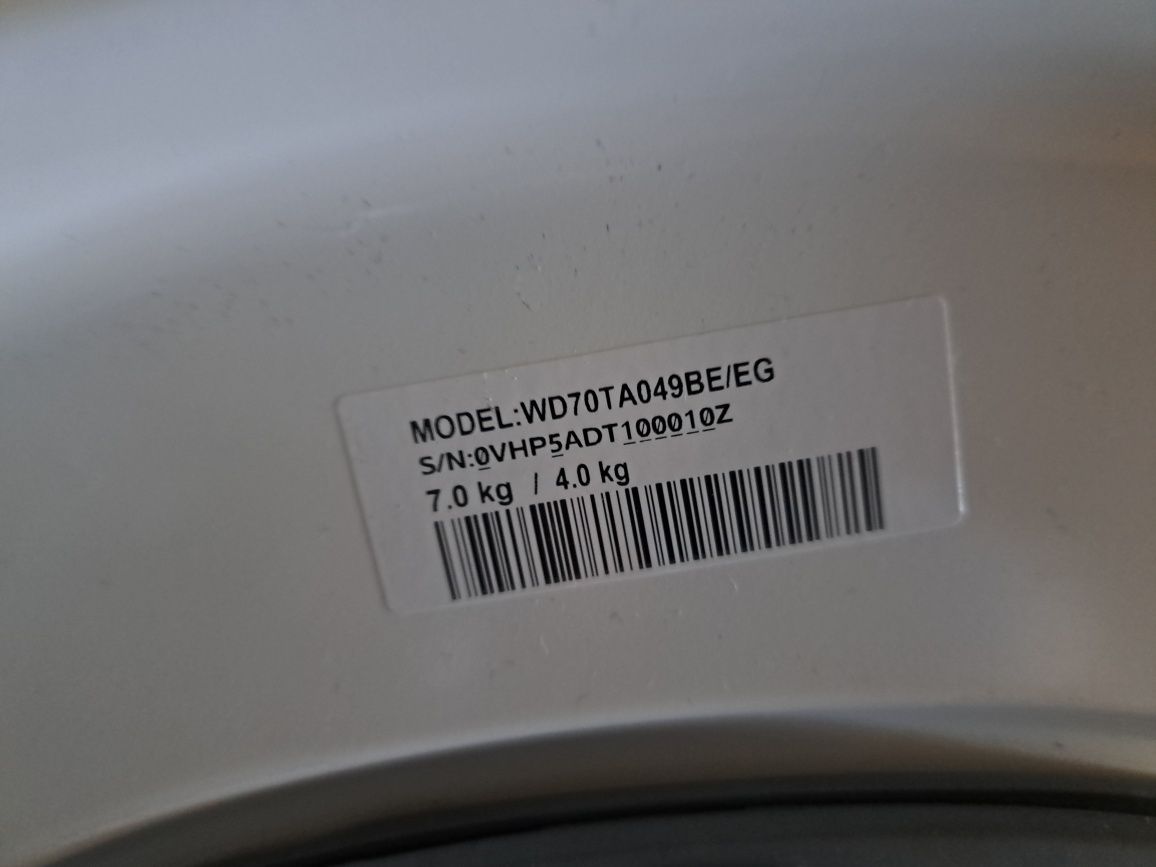 MODEL:WD70TA049BE/EG
S/N:0VHP5ADT100010Z
7.0 kg / 4.0 kg